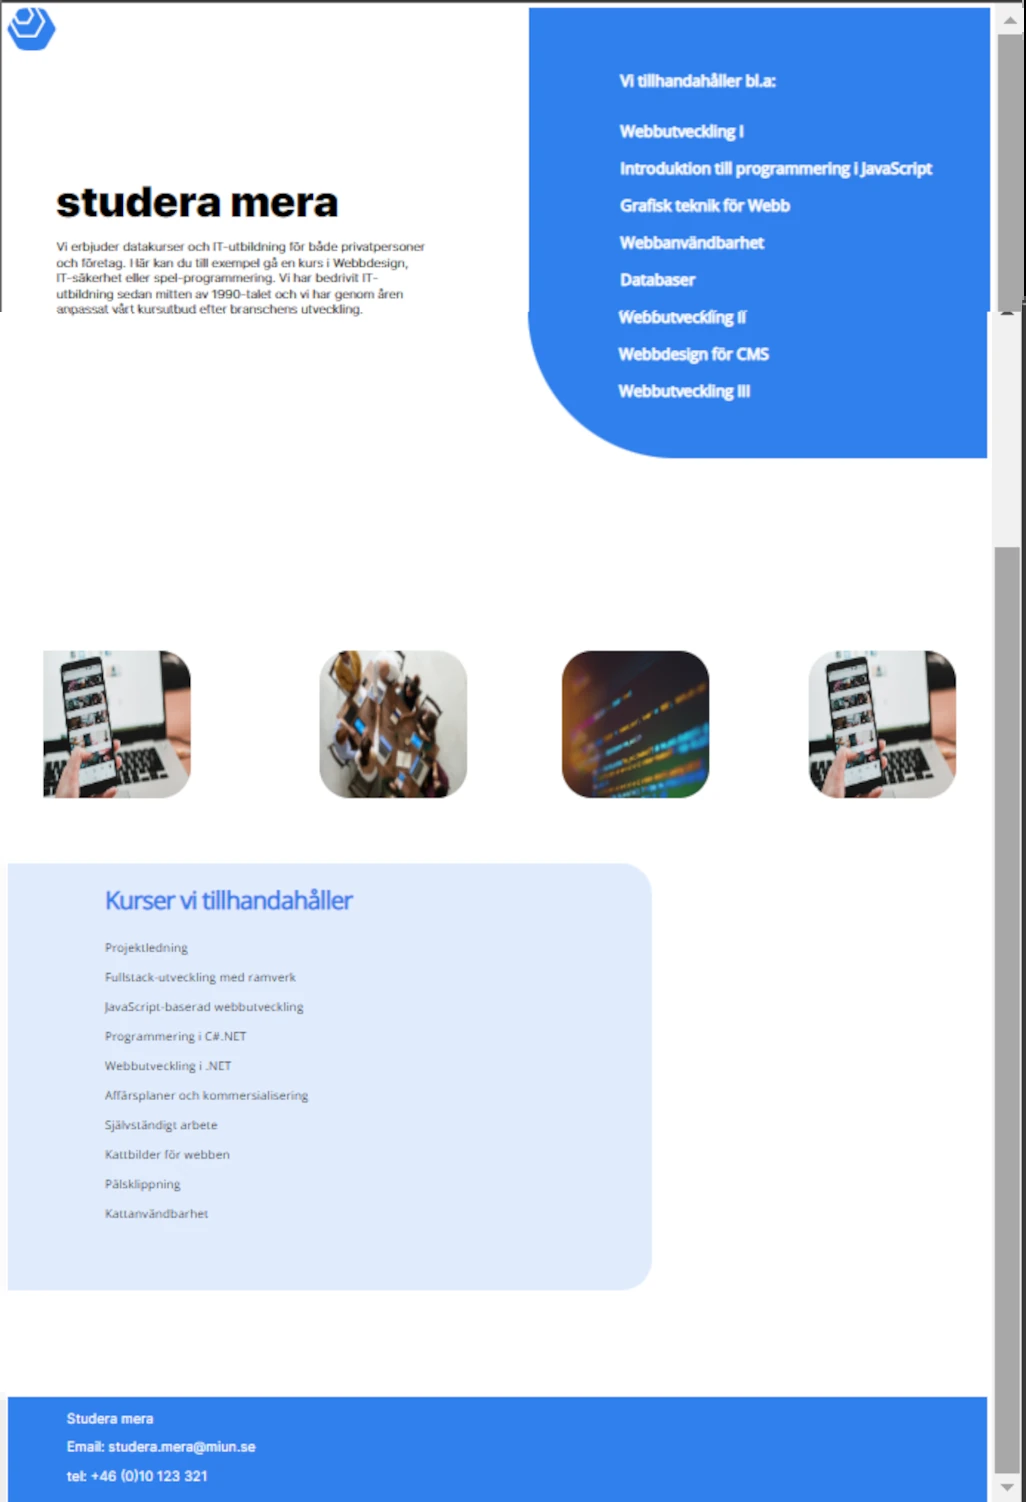 studera mera
Vi erbjuder datakurser och IT-utbildning för både privatpersoner
och företag. Här kan du till exempel gå en kurs i Webbdesign,
IT-säkerhet eller spel-programmering. Vi har bedrivit IT-
utbildning sedan mitten av 1990-talet och vi har genom åren
anpassat vårt kursutbud efter branschens utveckling.
Vi tillhandahåller bl.a:
Webbutveckling I
Introduktion till programmering i JavaScript
Grafisk teknik för Webb
Webbanvändbarhet
Databaser
Webbutveckling II
Webbdesign för CMS
Webbutveckling III
Kurser vi tillhandahåller
Projektledning
Fullstack-utveckling med ramverk
JavaScript-baserad webbutveckling
Programmering i C#.NET
Webbutveckling i .NET
Affärsplaner och kommersialisering
Självständigt arbete
Kattbilder för webben
Pälsklippning
Kattanvändbarhet
Studera mera
Email: studera.mera@miun.se
tel: +46 (0)10 123 321